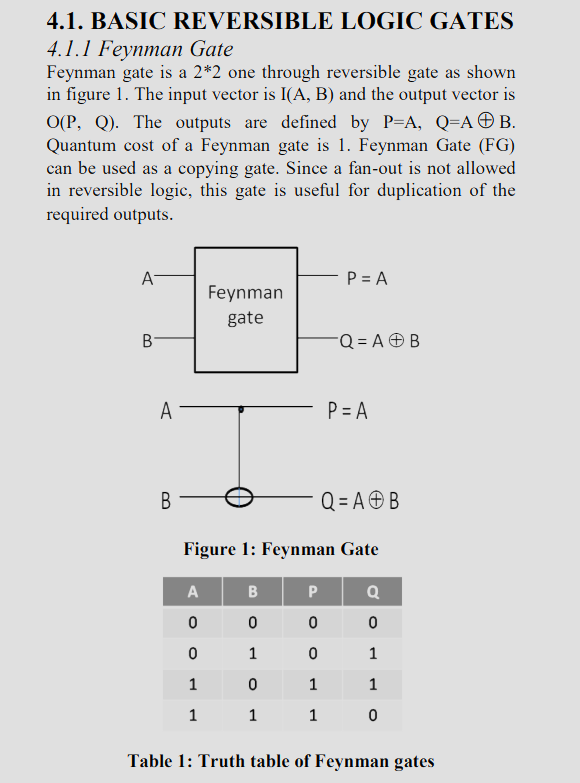 4.1. BASIC REVERSIBLE LOGIC GATES
4.1.1 Feynman Gate
Feynman gate is a 2*2 one through reversible gate as shown
in figure 1. The input vector is I(A, B) and the output vector is
O(P, Q). The outputs are defined by P=A, Q=A⊕B.
Quantum cost of a Feynman gate is 1. Feynman Gate (FG)
can be used as a copying gate. Since a fan-out is not allowed
in reversible logic, this gate is useful for duplication of the
required outputs.
A P = A
Feynman
gate
B Q = A ⊕ B
A P = A
B Q = A ⊕ B
Figure 1: Feynman Gate
A B P Q
0 0 0 0
0 1 0 1
1 0 1 1
1 1 1 0
Table 1: Truth table of Feynman gates